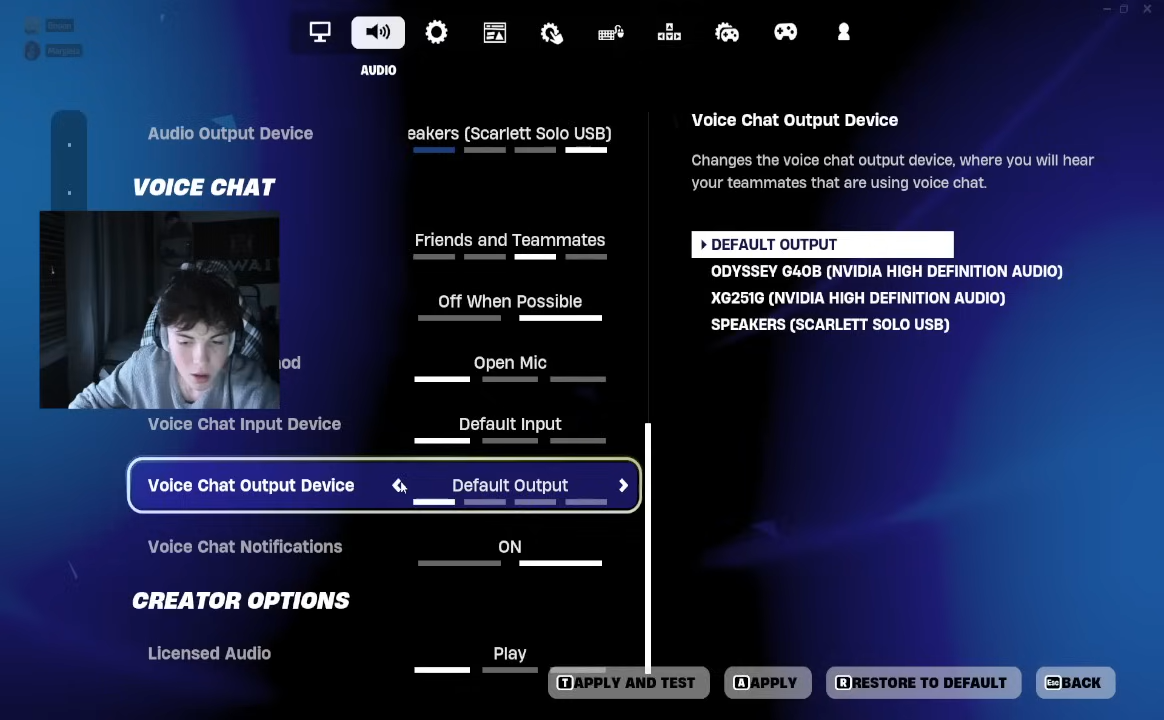 AUDIO
Audio Output Device
eakers (Scarlett Solo USB)
VOICE CHAT
Friends and Teammates
Off When Possible
Open Mic
Voice Chat Input Device
Default Input
Voice Chat Output Device
Default Output
Voice Chat Notifications
ON
CREATOR OPTIONS
Licensed Audio
Play
Voice Chat Output Device
Changes the voice chat output device, where you will hear
your teammates that are using voice chat.
DEFAULT OUTPUT
ODYSSEY G40B (NVIDIA HIGH DEFINITION AUDIO)
XG251G (NVIDIA HIGH DEFINITION AUDIO)
SPEAKERS (SCARLETT SOLO USB)
T APPLY AND TEST
A APPLY
R RESTORE TO DEFAULT
Esc BACK